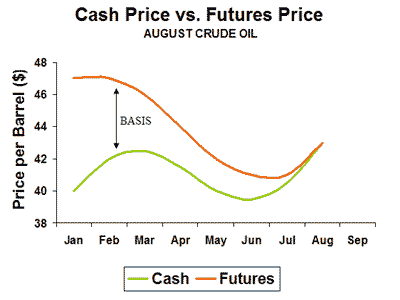 Cash Price vs. Futures Price
AUGUST CRUDE OIL
Price per Barrel ($)
48
46
44
42
40
38
BASIS
Jan Feb Mar Apr May Jun Jul Aug Sep
Cash Futures